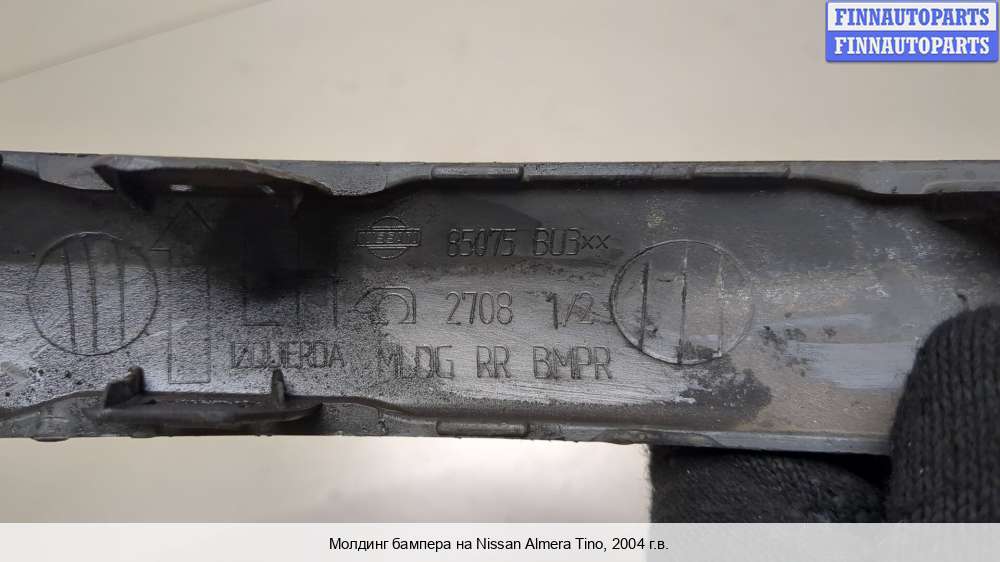 FINNAUTOPARTS
FINNAUTOPARTS
NISSAN
85075 BU3××
LH
2708 1/2
IZQUIERDA
MLDG RR BMPR
Молдинг бампера на Nissan Almera Tino, 2004 г.в.